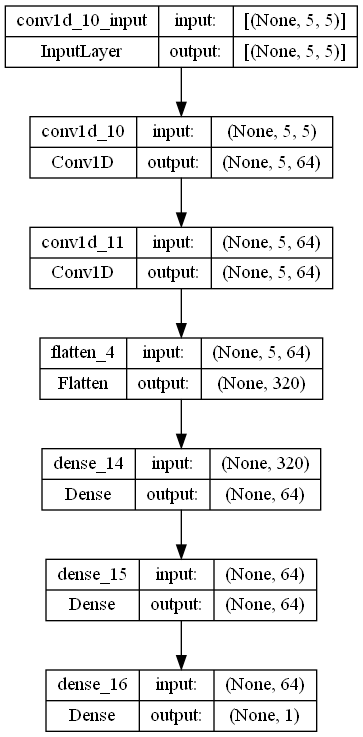 conv1d_10_input input: [(None, 5, 5)]
InputLayer output: [(None, 5, 5)]
conv1d_10 input: (None, 5, 5)
Conv1D output: (None, 5, 64)
conv1d_11 input: (None, 5, 64)
Conv1D output: (None, 5, 64)
flatten_4 input: (None, 5, 64)
Flatten output: (None, 320)
dense_14 input: (None, 320)
Dense output: (None, 64)
dense_15 input: (None, 64)
Dense output: (None, 64)
dense_16 input: (None, 64)
Dense output: (None, 1)